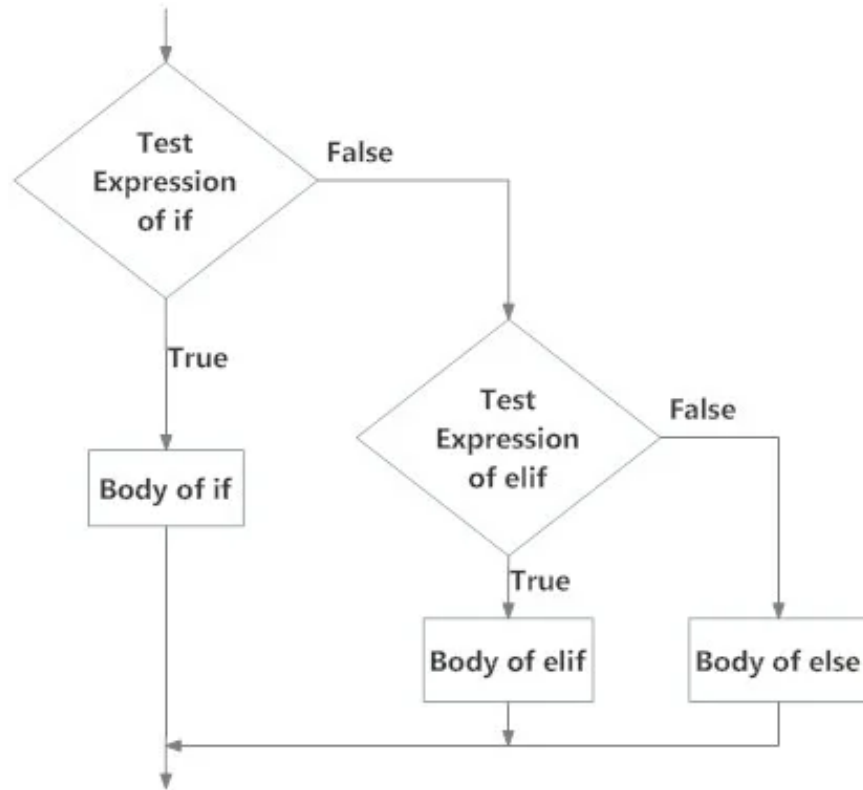 Test
Expression
of if
False
True
Body of if
Test
Expression
of elif
False
True
Body of elif
Body of else